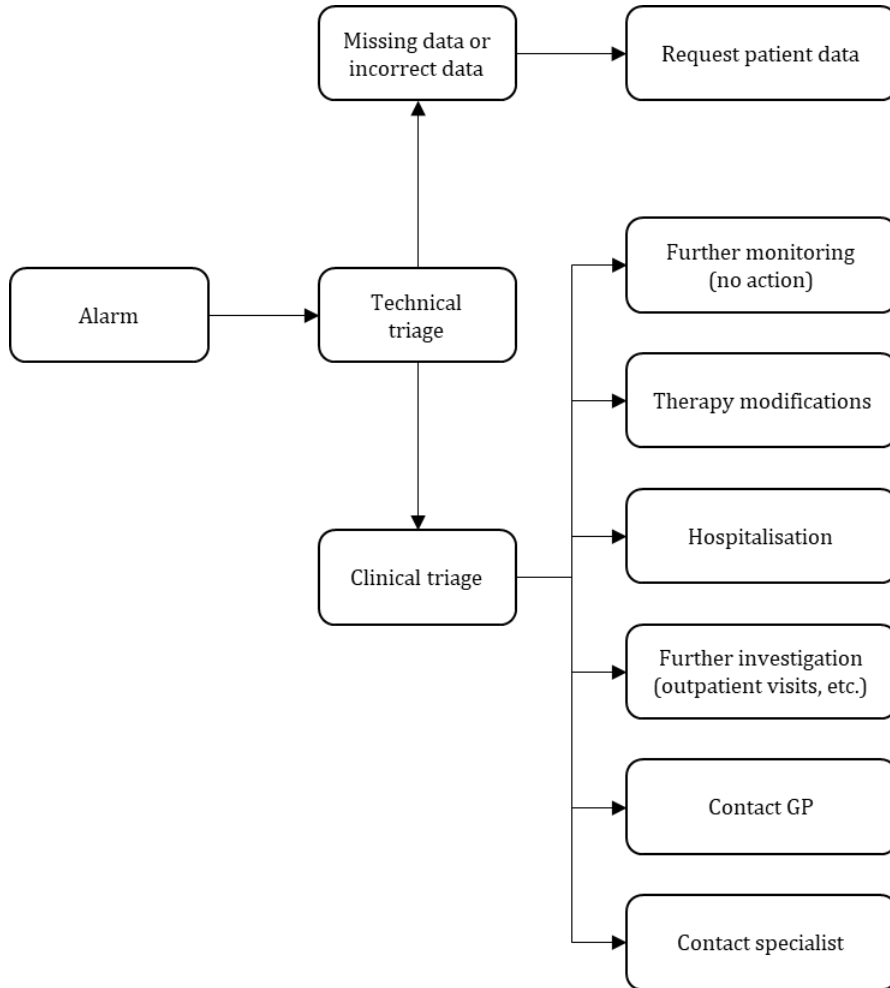 Missing data or
incorrect data
Request patient data
Alarm
Technical
triage
Further monitoring
(no action)
Therapy modifications
Clinical triage
Hospitalisation
Further investigation
(outpatient visits, etc.)
Contact GP
Contact specialist